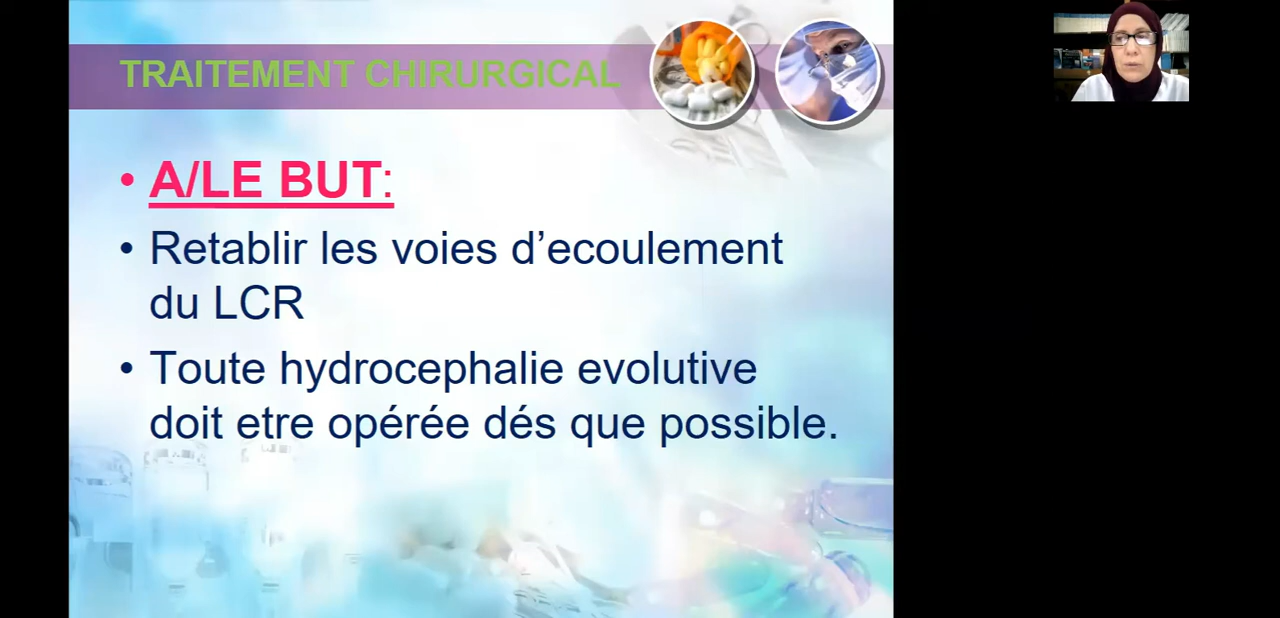 TRAITEMENT CHIRURGICAL
• A/LE BUT:
• Retablir les voies d’ecoulement
du LCR
• Toute hydrocephalie evolutive
doit etre opérée dés que possible.